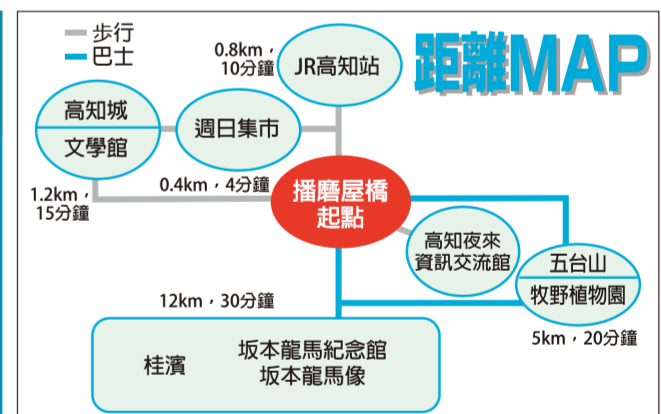 距離MAP
步行
巴士
0.8km，
10分鐘
JR高知站
高知城
文學館
週日集市
1.2km，
15分鐘
0.4km，4分鐘
播磨屋橋
起點
高知夜來
資訊交流館
五台山
牧野植物園
5km，20分鐘
12km，30分鐘
桂濱
坂本龍馬紀念館
坂本龍馬像